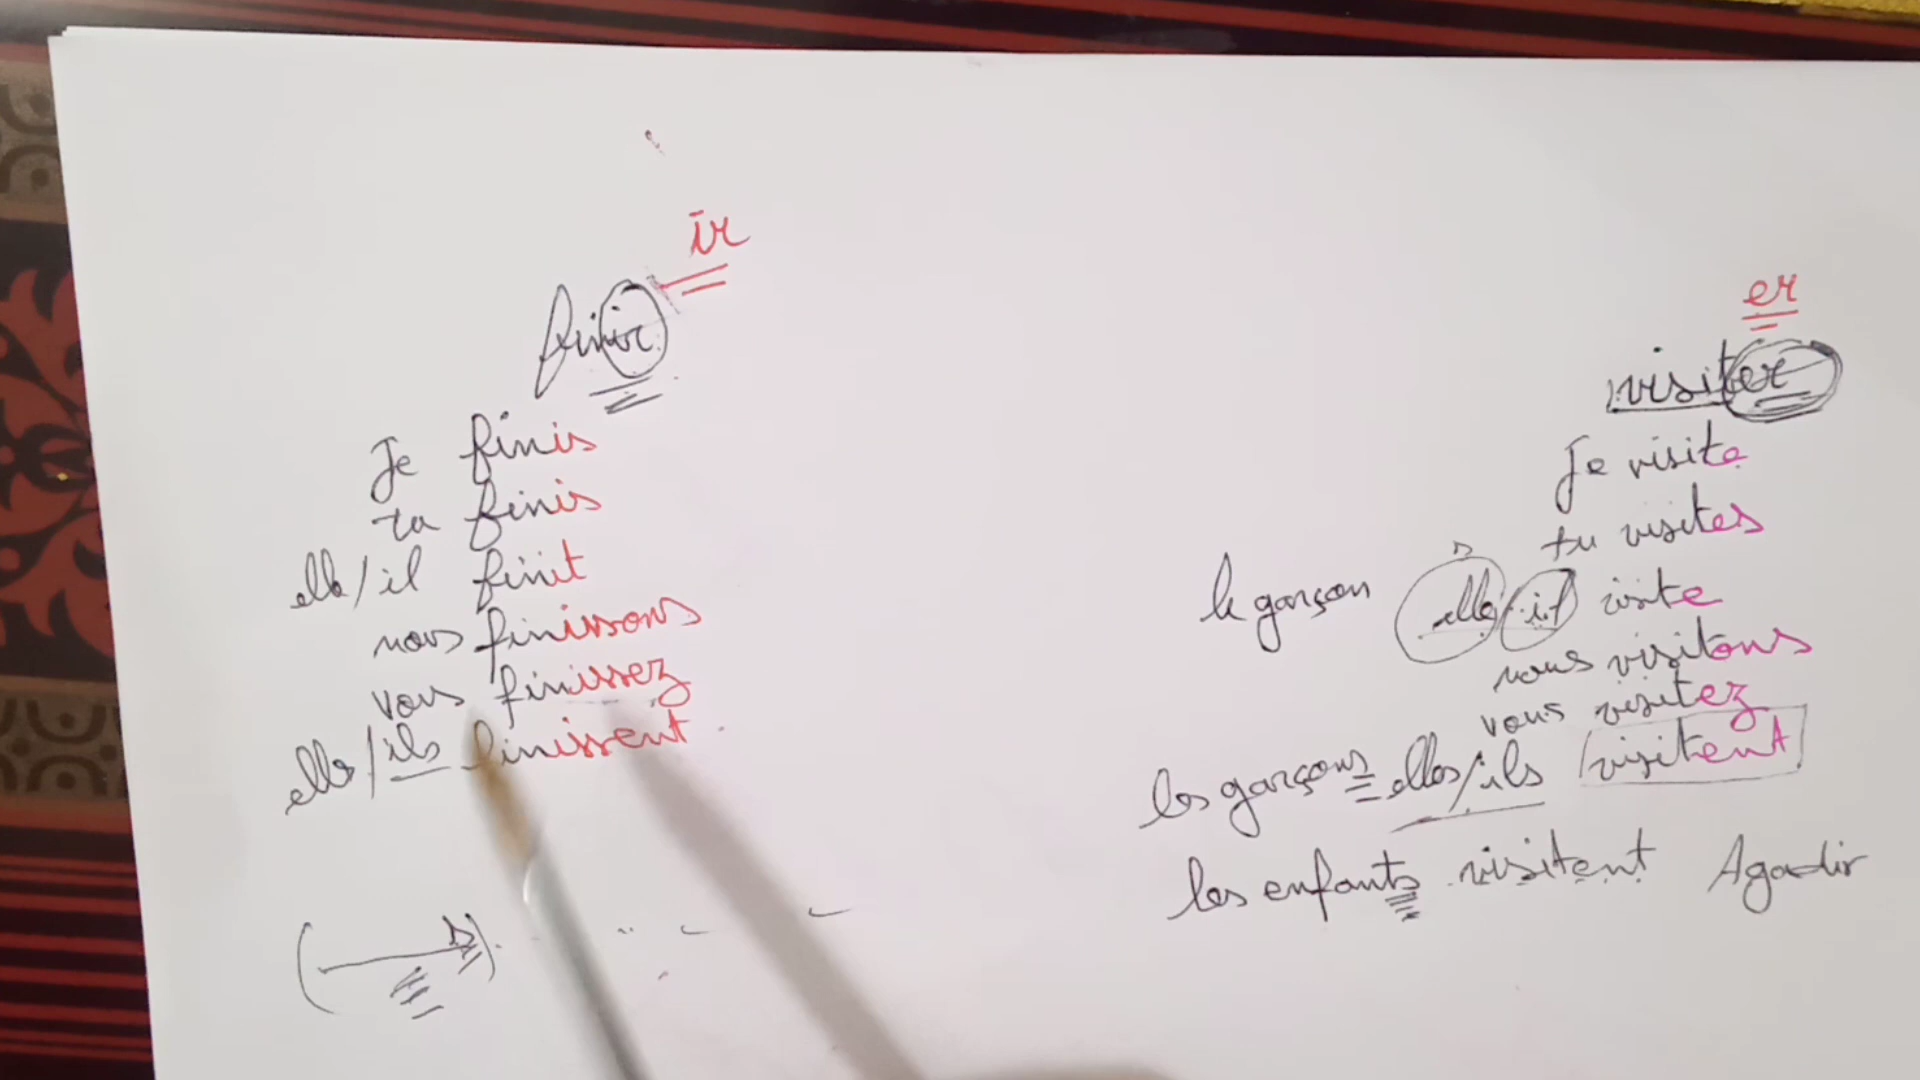 ir
finir
Je finis
tu finis
elle/il finit
nous finissons
vous finissez
elles/ils finissent
s
er
visiter
Je visite
tu visites
s
le garçon elle il visite
nous visitons
vous visitez
les garçons = elles/ils visitent
les enfants visitent Agadir